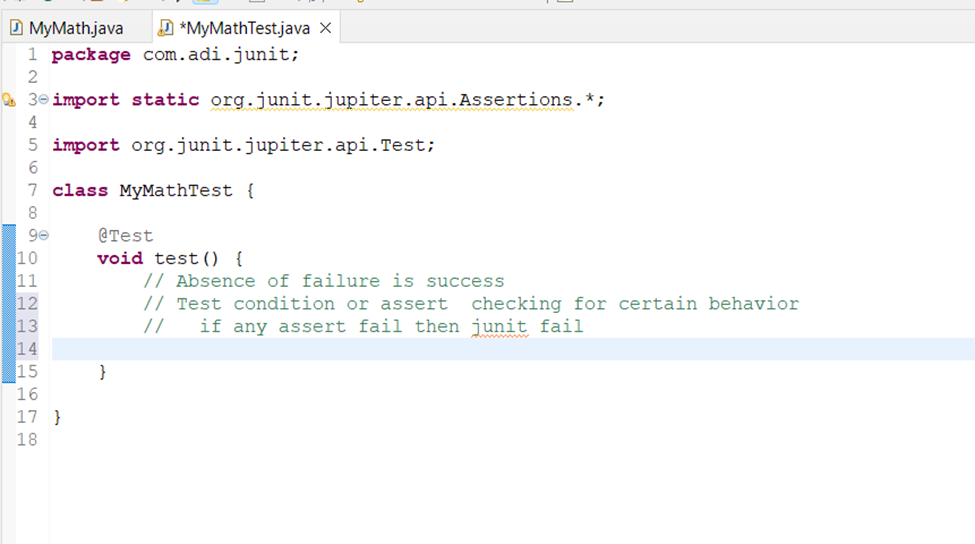 MyMath.java *MyMathTest.java
1 package com.adi.junit;
2
3 import static org.junit.jupiter.api.Assertions.*;
4
5 import org.junit.jupiter.api.Test;
6
7 class MyMathTest {
8
9 @Test
10 void test() {
11 // Absence of failure is success
12 // Test condition or assert  checking for certain behavior
13 //   if any assert fail then junit fail
14
15 }
16
17 }
18